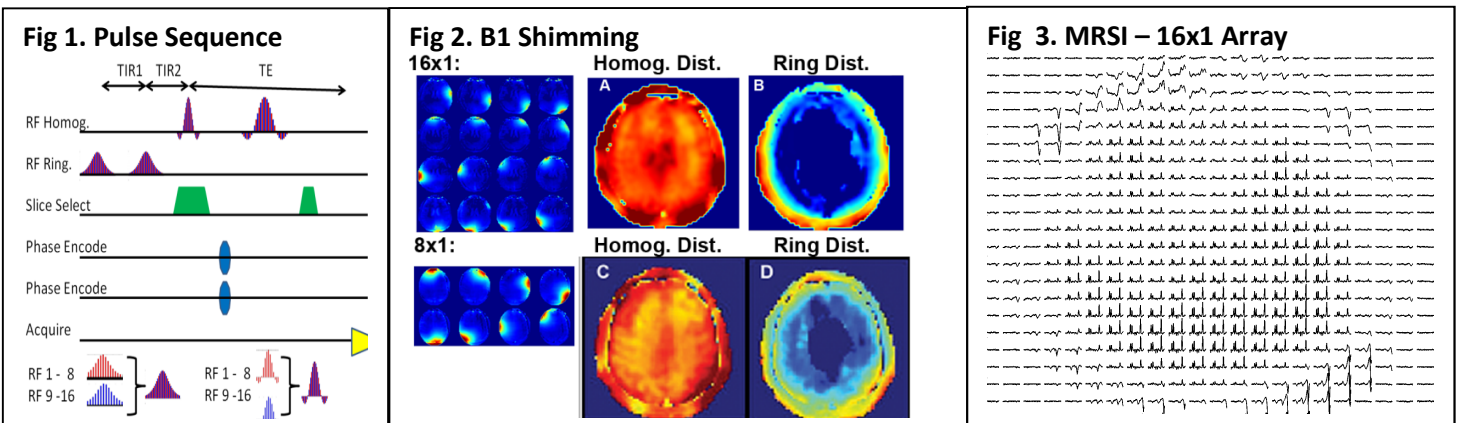 Fig 1. Pulse Sequence
TIR1 TIR2 TE
RF Homog.
RF Ring.
Slice Select
Phase Encode
Phase Encode
Acquire
RF 1 - 8
RF 9 -16
RF 1 - 8
RF 9 -16
Fig 2. B1 Shimming
16x1:
Homog. Dist.
Ring Dist.
A
B
8x1:
Homog. Dist.
Ring Dist.
C
D
Fig 3. MRSI – 16x1 Array